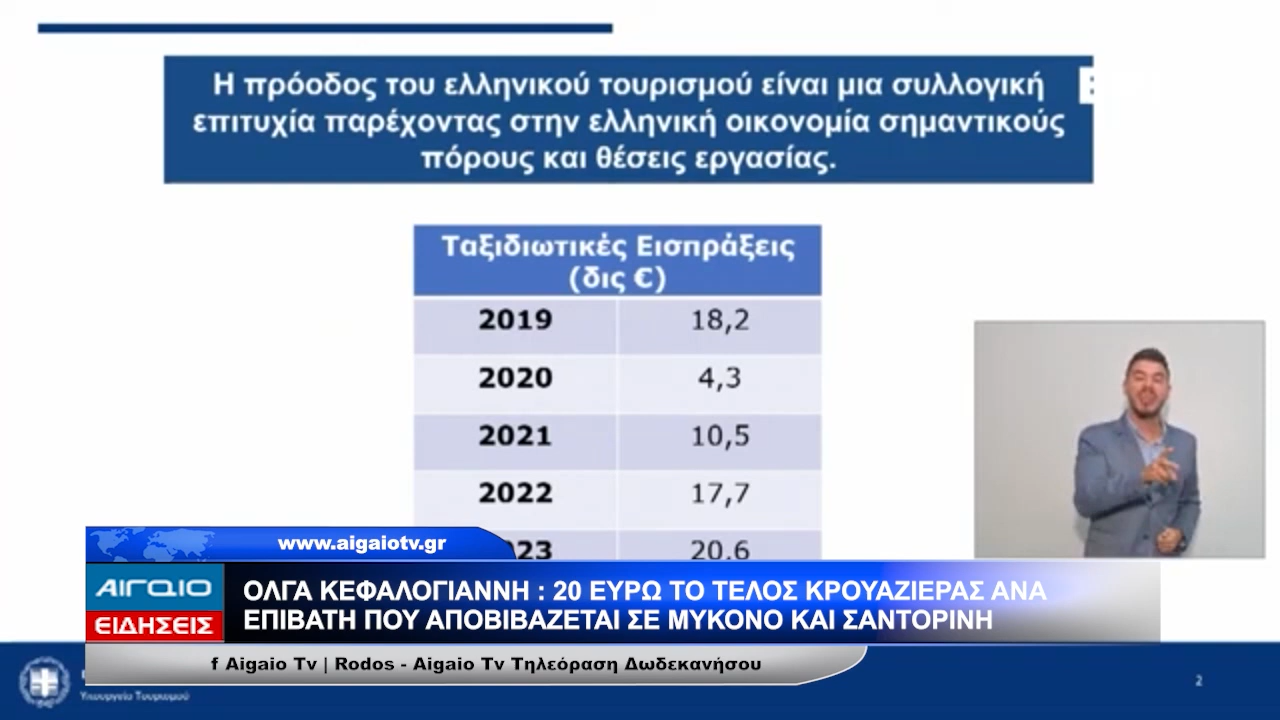 Η πρόοδος του ελληνικού τουρισμού είναι μια συλλογική
επιτυχία παρέχοντας στην ελληνική οικονομία σημαντικούς
πόρους και θέσεις εργασίας.
Ταξιδιωτικές Εισπράξεις
(δις €)
2019 18,2
2020 4,3
2021 10,5
2022 17,7
20,6
www.aigaiotv.gr
ΑΙΓΑΙΟ
ΕΙΔΗΣΕΙΣ
ΟΛΓΑ ΚΕΦΑΛΟΓΙΑΝΝΗ : 20 ΕΥΡΩ ΤΟ ΤΕΛΟΣ ΚΡΟΥΑΖΙΕΡΑΣ ΑΝΑ
ΕΠΙΒΑΤΗ ΠΟΥ ΑΠΟΒΙΒΑΖΕΤΑΙ ΣΕ ΜΥΚΟΝΟ ΚΑΙ ΣΑΝΤΟΡΙΝΗ
f Aigaio Tv | Rodos - Aigaio Tv Τηλεόραση Δωδεκανήσου
Υπουργείο Τουρισμού
2